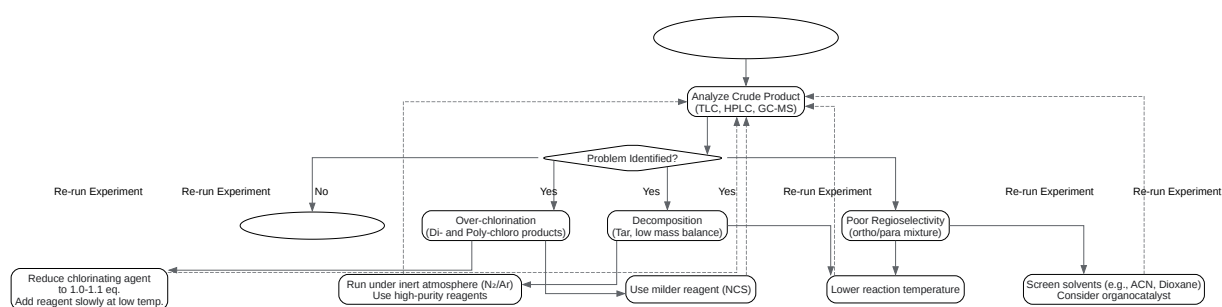 Analyze Crude Product
(TLC, HPLC, GC-MS)
Problem Identified?
Re-run Experiment
Re-run Experiment
No
Yes
Yes
Yes
Re-run Experiment
Re-run Experiment
Re-run Experiment
Over-chlorination
(Di- and Poly-chloro products)
Decomposition
(Tar, low mass balance)
Poor Regioselectivity
(ortho/para mixture)
Reduce chlorinating agent
to 1.0-1.1 eq.
Add reagent slowly at low temp.
Run under inert atmosphere (N₂/Ar)
Use high-purity reagents
Use milder reagent (NCS)
Lower reaction temperature
Screen solvents (e.g., ACN, Dioxane)
Consider organocatalyst